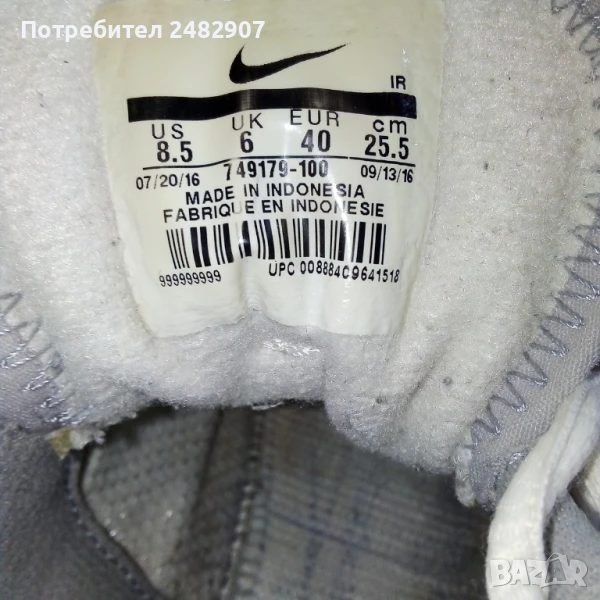 Потребител 2482907
IR
US UK EUR cm
8.5 6 40 25.5
07/20/16 749179-100 09/13/16
MADE IN INDONESIA
FABRIQUE EN INDONESIE
999999999 UPC 00888409641518
BAZAR